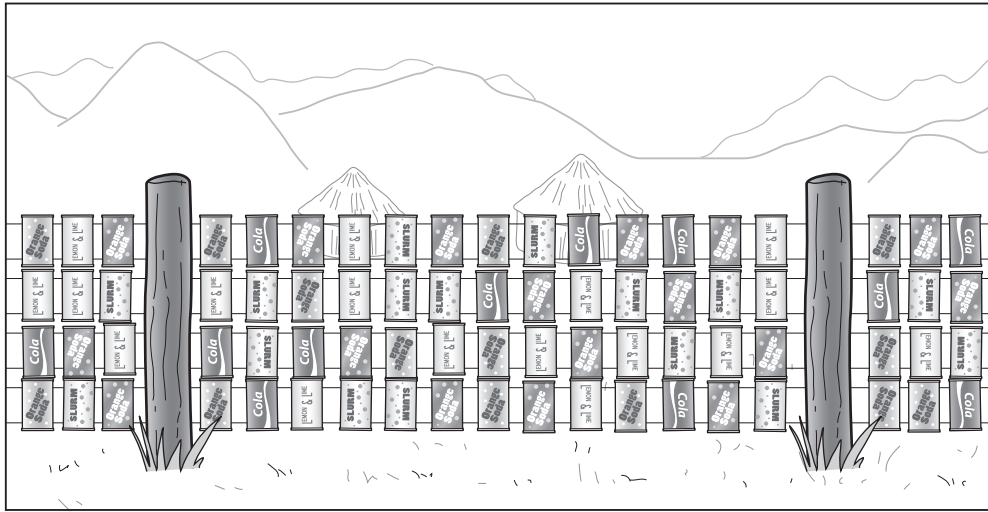 Orange Soda LEMON & LIME Orange Soda Orange Soda Cola Orange Soda LEMON & LIME SLURM Orange Soda Orange Soda SLURM Cola Orange Soda Cola Orange Soda LEMON & LIME Orange Soda Orange Soda Cola
LEMON & LIME LEMON & LIME SLURM LEMON & LIME SLURM Orange Soda LEMON & LIME SLURM SLURM Cola Orange Soda LEMON & LIME SLURM Orange Soda SLURM LEMON & LIME Cola SLURM Orange Soda
Cola Orange Soda LEMON & LIME Cola SLURM Orange Soda SLURM Orange Soda LEMON & LIME Orange Soda LEMON & LIME Orange Soda LEMON & LIME SLURM LEMON & LIME Orange Soda Orange Soda LEMON & LIME SLURM
Orange Soda SLURM Orange Soda Orange Soda Cola LEMON & LIME SLURM SLURM Orange Soda Orange Soda Orange Soda LEMON & LIME Orange Soda Cola Orange Soda SLURM Orange Soda Orange Soda Cola